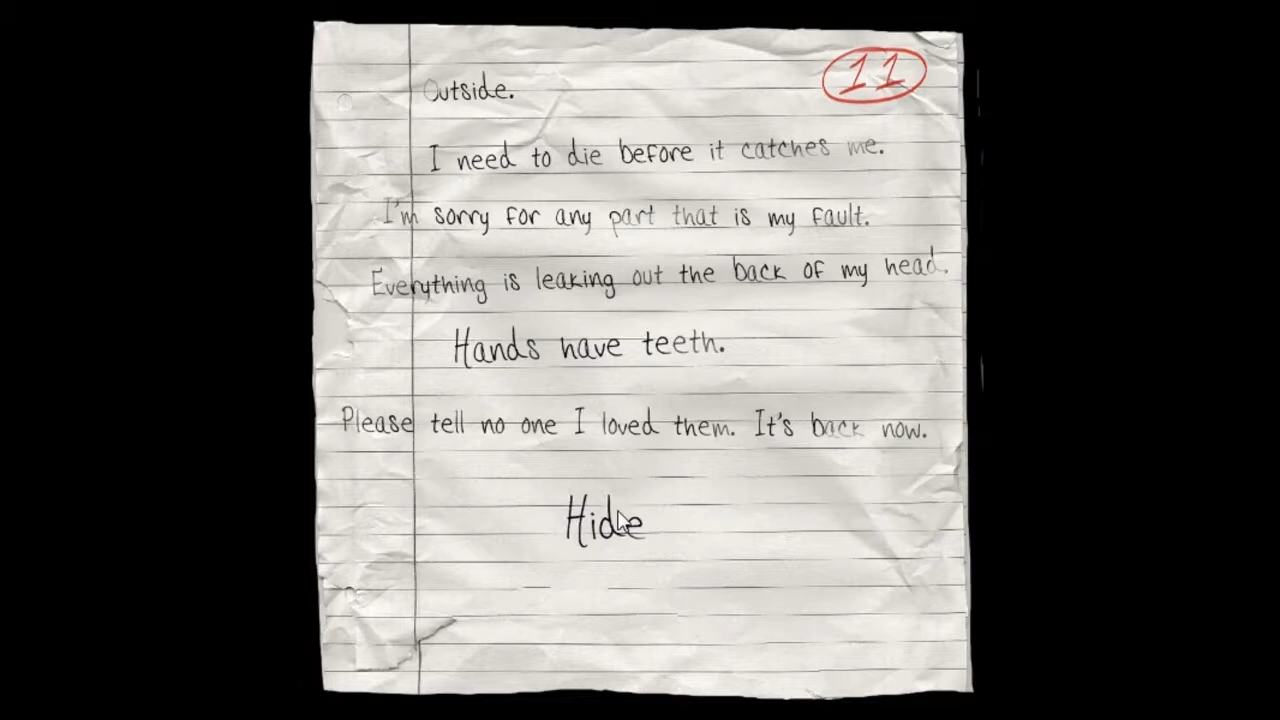 11
Outside.
I need to die before it catches me.
I'm sorry for any part that is my fault.
Everything is leaking out the back of my head.
Hands have teeth.
Please tell no one I loved them. It's back now.
Hide